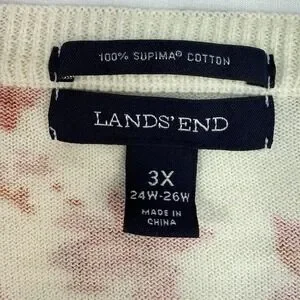 100% SUPIMA® COTTON
LANDS' END
3X
24W-26W
MADE IN
CHINA